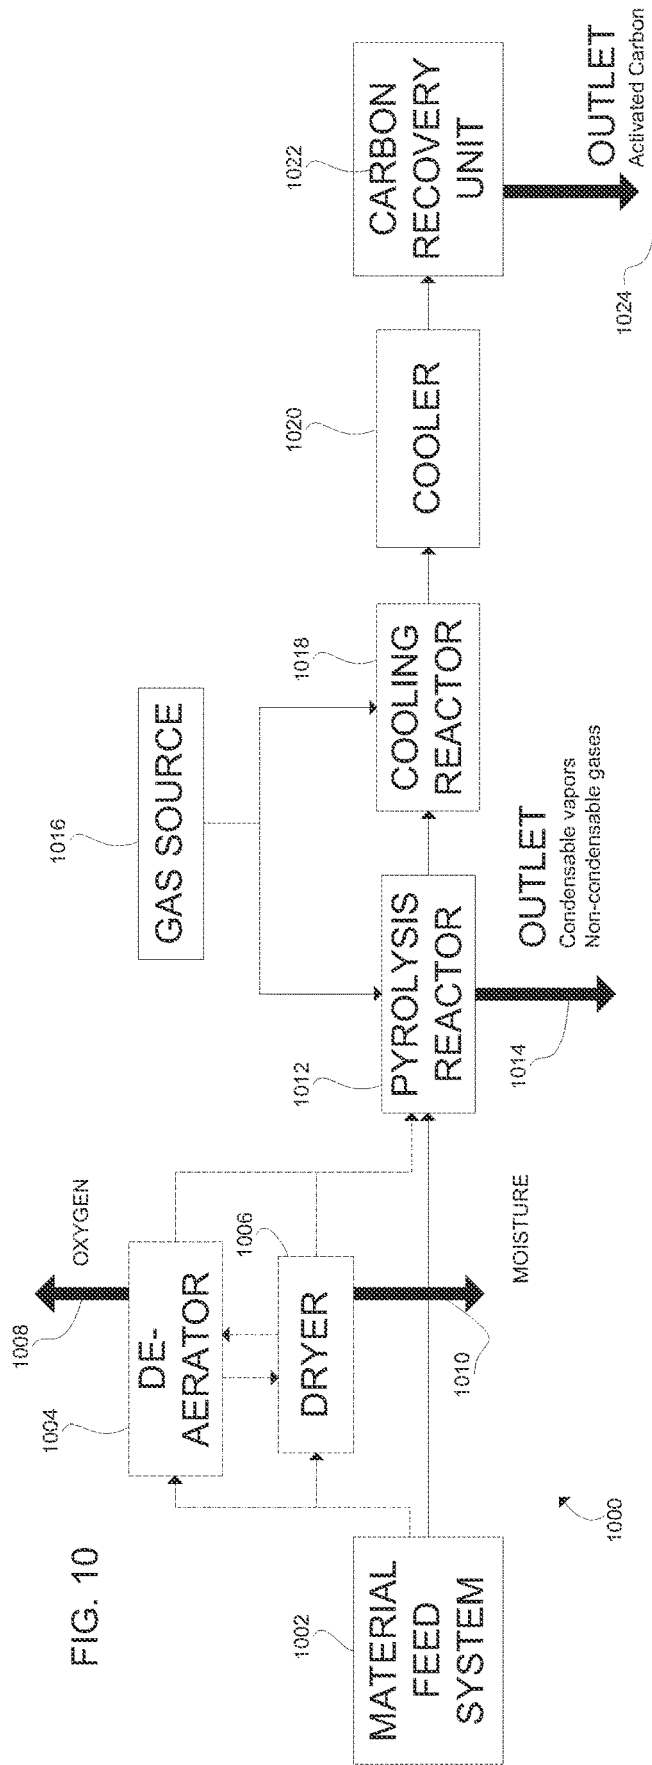 FIG. 10
1002
MATERIAL
FEED
SYSTEM
1000
1004
DE-
AERATOR
1008
OXYGEN
1006
DRYER
1010
MOISTURE
1012
PYROLYSIS
REACTOR
1014
OUTLET
Condensable vapors
Non-condensable gases
1016
GAS SOURCE
1018
COOLING
REACTOR
1020
COOLER
1022
CARBON
RECOVERY
UNIT
1024
OUTLET
Activated Carbon